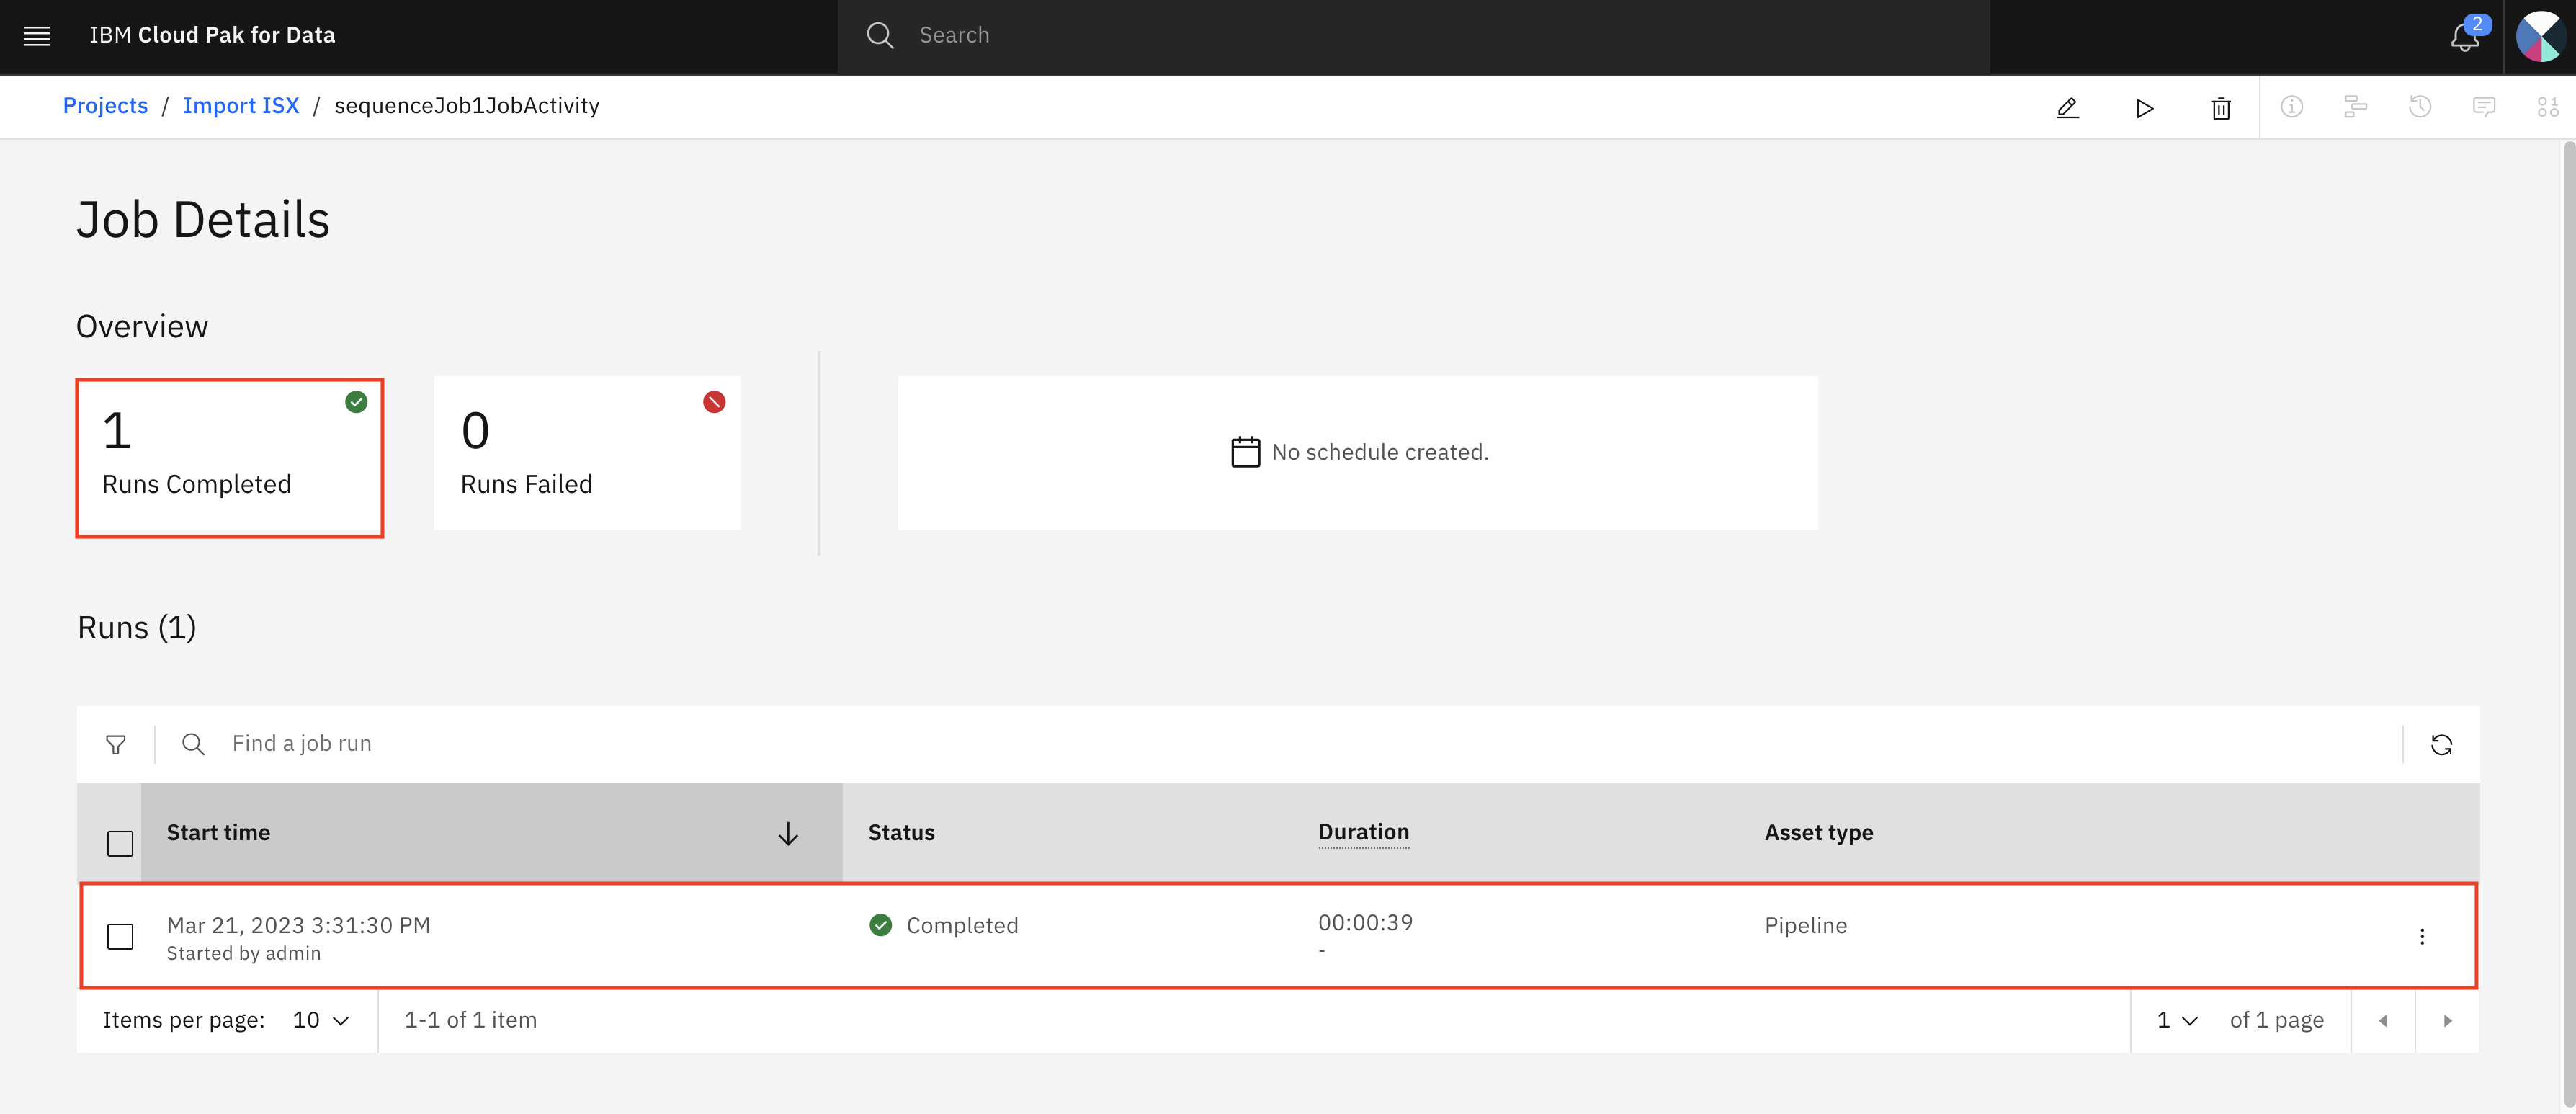 IBM Cloud Pak for Data
Search
2
Projects / Import ISX / sequenceJob1JobActivity
Job Details
Overview
1
Runs Completed
0
Runs Failed
No schedule created.
Runs (1)
Find a job run
Start time Status Duration Asset type
Mar 21, 2023 3:31:30 PM Completed 00:00:39 Pipeline
Started by admin -
Items per page: 10 1-1 of 1 item 1 of 1 page